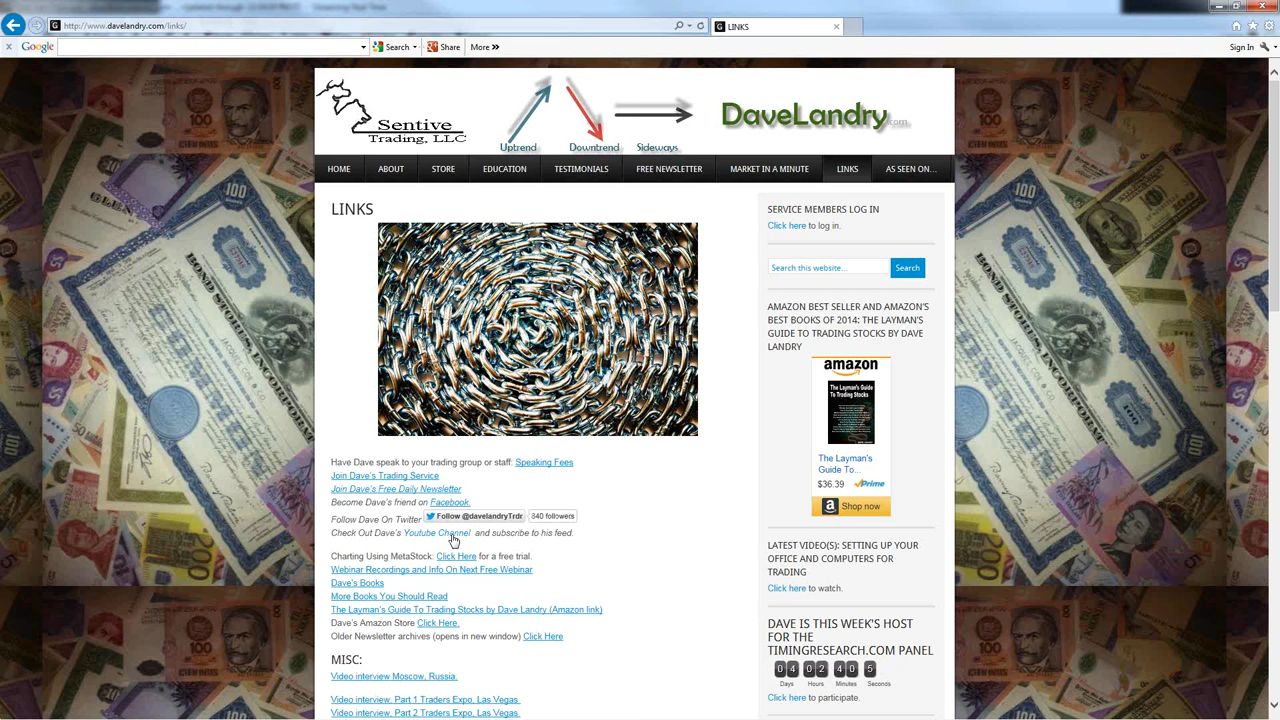 http://www.davelandry.com/links/
LINKS
Google
Search
Share
More »
Sign In
Sentive
Trading, LLC
Uptrend
Downtrend
Sideways
DaveLandry.com
HOME
ABOUT
STORE
EDUCATION
TESTIMONIALS
FREE NEWSLETTER
MARKET IN A MINUTE
LINKS
AS SEEN ON...
LINKS
Have Dave speak to your trading group or staff: Speaking Fees
Join Dave's Trading Service
Join Dave's Free Daily Newsletter
Become Dave's friend on Facebook.
Follow Dave On Twitter Follow @davelandryTrdr 840 followers
Check Out Dave's Youtube Channel and subscribe to his feed.
Charting Using MetaStock: Click Here for a free trial.
Webinar Recordings and Info On Next Free Webinar
Dave's Books
More Books You Should Read
The Layman's Guide To Trading Stocks by Dave Landry (Amazon link)
Dave's Amazon Store Click Here.
Older Newsletter archives (opens in new window) Click Here
MISC:
Video interview Moscow, Russia.
Video interview, Part 1 Traders Expo, Las Vegas
Video interview, Part 2 Traders Expo, Las Vegas
SERVICE MEMBERS LOG IN
Click here to log in.
Search this website...
Search
AMAZON BEST SELLER AND AMAZON'S
BEST BOOKS OF 2014: THE LAYMAN'S
GUIDE TO TRADING STOCKS BY DAVE
LANDRY
amazon
The Layman's Guide
To Trading Stocks
The Layman's
Guide To...
$36.39 Prime
Shop now
LATEST VIDEO(S): SETTING UP YOUR
OFFICE AND COMPUTERS FOR
TRADING
Click here to watch.
DAVE IS THIS WEEK'S HOST
FOR THE
TIMINGRESEARCH.COM PANEL
04 02 40 5
Days Hours Minutes Seconds
Click here to participate.